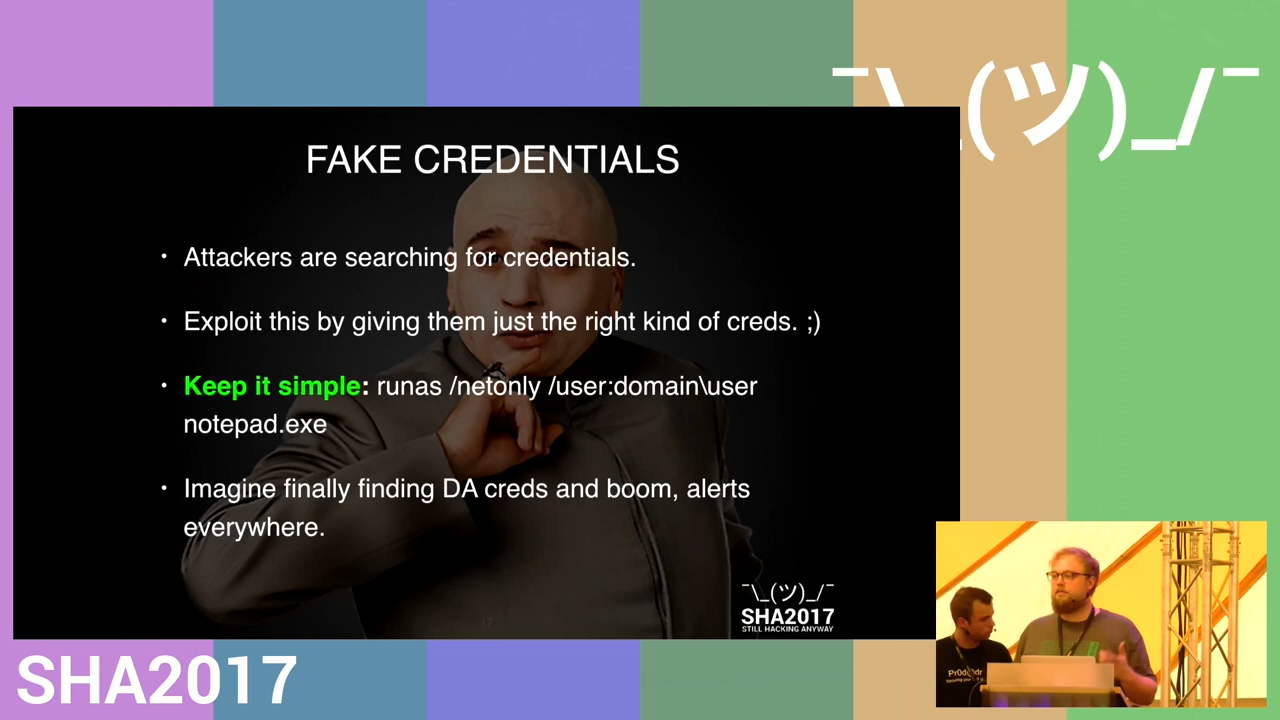 ¯\_(ツ)_/¯
FAKE CREDENTIALS
• Attackers are searching for credentials.
• Exploit this by giving them just the right kind of creds. ;)
• Keep it simple: runas /netonly /user:domain\user
notepad.exe
• Imagine finally finding DA creds and boom, alerts
everywhere.
¯\_(ツ)_/¯
SHA2017
STILL HACKING ANYWAY
17
SHA2017